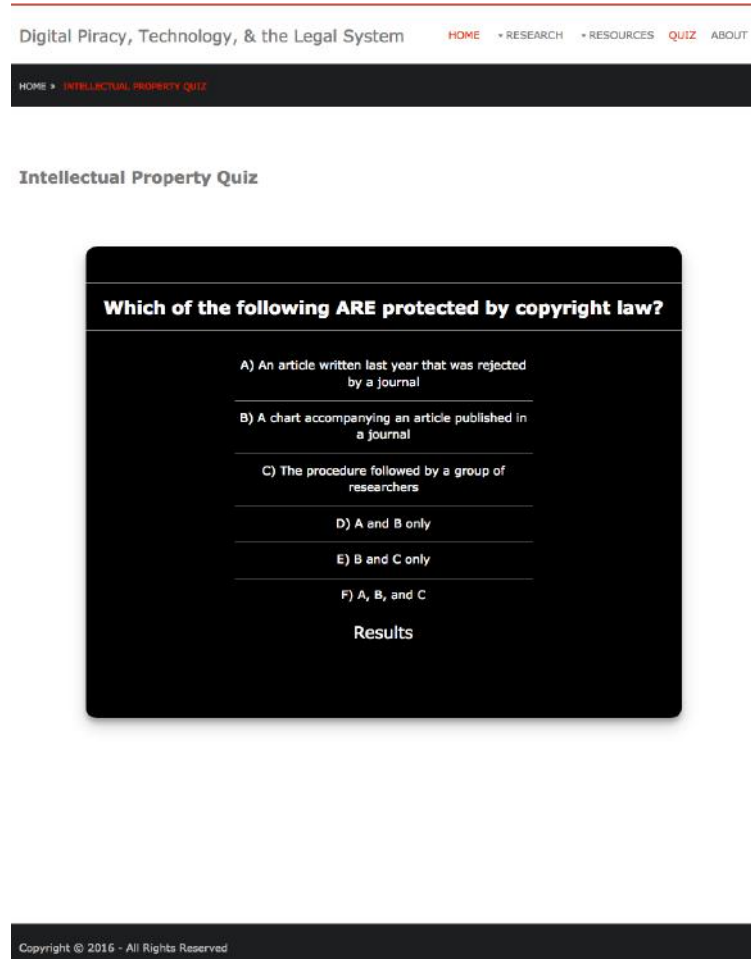 Digital Piracy, Technology, & the Legal System HOME RESEARCH RESOURCES QUIZ ABOUT
HOME » INTELLECTUAL PROPERTY QUIZ
Intellectual Property Quiz
Which of the following ARE protected by copyright law?
A) An article written last year that was rejected
by a journal
B) A chart accompanying an article published in
a journal
C) The procedure followed by a group of
researchers
D) A and B only
E) B and C only
F) A, B, and C
Results
Copyright © 2016 - All Rights Reserved